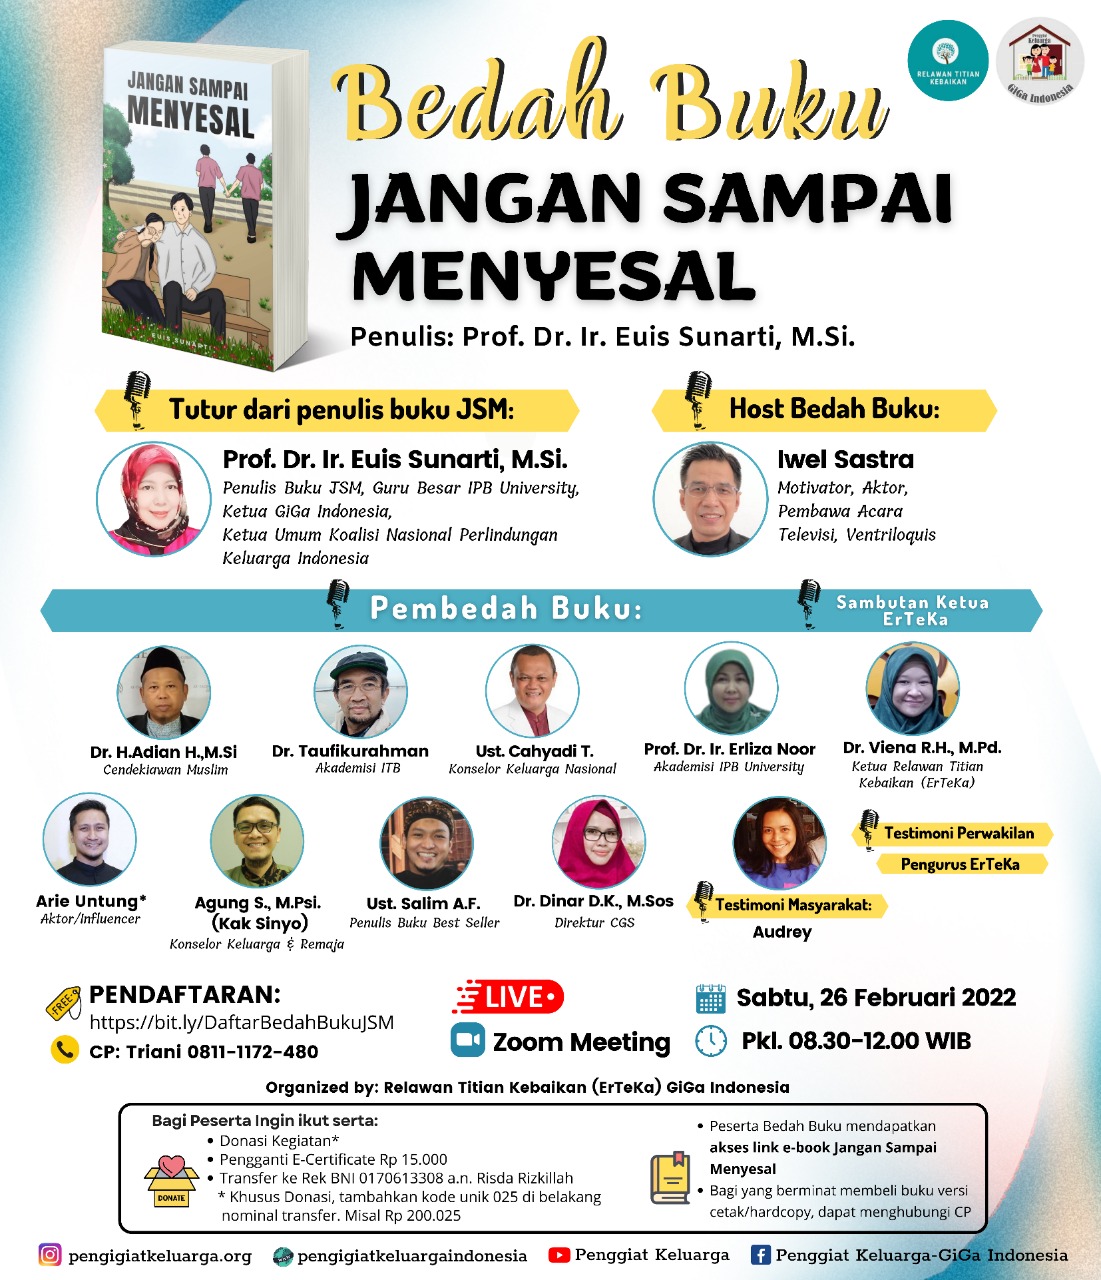 RELAWAN TITIAN
KEBAIKAN
Penggiat
Keluarga
GiGa Indonesia
JANGAN SAMPAI
MENYESAL
EUIS SUNARTI
Bedah Buku
JANGAN SAMPAI
MENYESAL
Penulis: Prof. Dr. Ir. Euis Sunarti, M.Si.
Tutur dari penulis buku JSM:
Prof. Dr. Ir. Euis Sunarti, M.Si.
Penulis Buku JSM, Guru Besar IPB University,
Ketua GiGa Indonesia,
Ketua Umum Koalisi Nasional Perlindungan
Keluarga Indonesia
Host Bedah Buku:
Iwel Sastra
Motivator, Aktor,
Pembawa Acara
Televisi, Ventriloquis
Pembedah Buku:
Sambutan Ketua
ErTeKa
Dr. H.Adian H.,M.Si
Cendekiawan Muslim
Dr. Taufikurahman
Akademisi ITB
Ust. Cahyadi T.
Konselor Keluarga Nasional
Prof. Dr. Ir. Erliza Noor
Akademisi IPB University
Dr. Viena R.H., M.Pd.
Ketua Relawan Titian
Kebaikan (ErTeKa)
Arie Untung*
Aktor/Influencer
Agung S., M.Psi.
(Kak Sinyo)
Konselor Keluarga & Remaja
Ust. Salim A.F.
Penulis Buku Best Seller
Dr. Dinar D.K., M.Sos
Direktur CGS
Testimoni Perwakilan
Pengurus ErTeKa
Testimoni Masyarakat:
Audrey
FREE
PENDAFTARAN:
https://bit.ly/DaftarBedahBukuJSM
CP: Triani 0811-1172-480
LIVE
Zoom Meeting
Sabtu, 26 Februari 2022
Pkl. 08.30-12.00 WIB
Organized by: Relawan Titian Kebaikan (ErTeKa) GiGa Indonesia
Bagi Peserta Ingin ikut serta:
• Donasi Kegiatan*
• Pengganti E-Certificate Rp 15.000
• Transfer ke Rek BNI 0170613308 a.n. Risda Rizkillah
* Khusus Donasi, tambahkan kode unik 025 di belakang
nominal transfer. Misal Rp 200.025
DONATE
• Peserta Bedah Buku mendapatkan
akses link e-book Jangan Sampai
Menyesal
• Bagi yang berminat membeli buku versi
cetak/hardcopy, dapat menghubungi CP
pengigiatkeluarga.org
pengigiatkeluargaindonesia
Penggiat Keluarga
Penggiat Keluarga-GiGa Indonesia